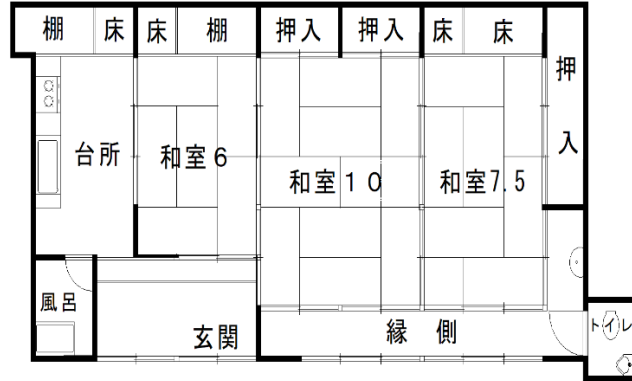 棚 床 床 棚 押入 押入 床 床
押入
台所 和室6 和室10 和室7.5
風呂
トイレ
玄関 縁側